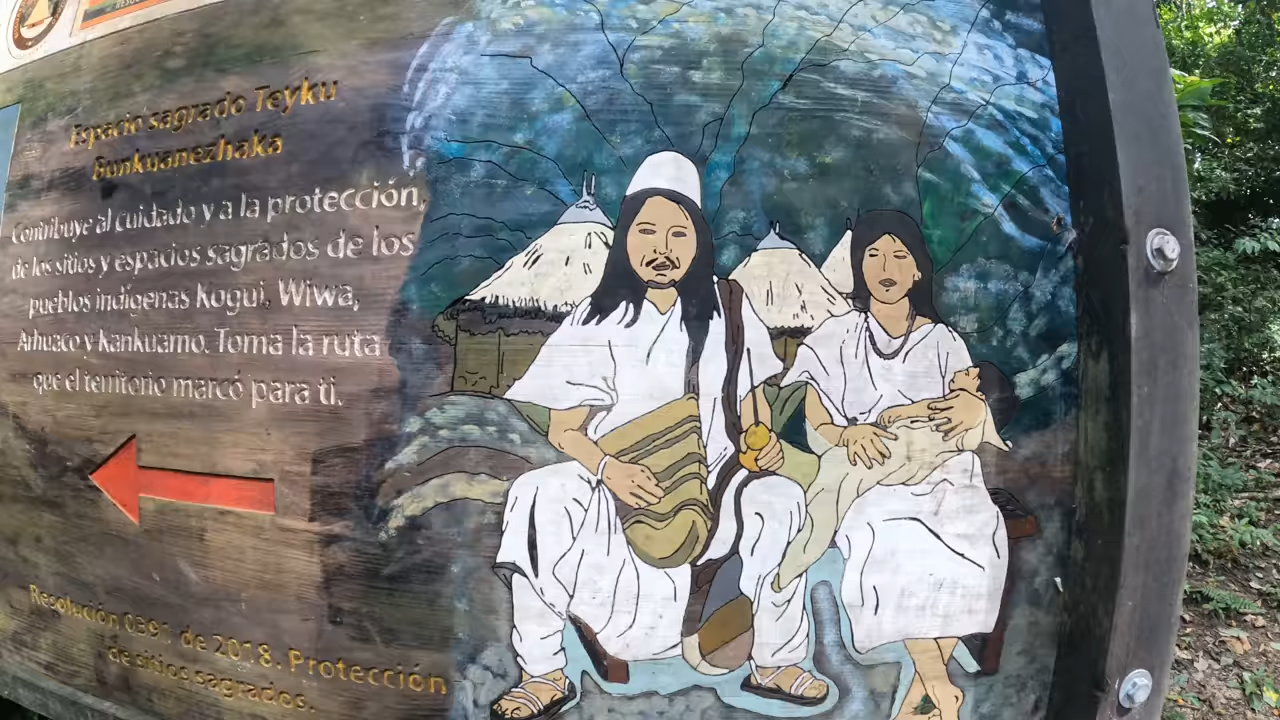 Espacio sagrado Teyku
Bunkuanezhaka
Contribuye al cuidado y a la protección,
de los sitios y espacios sagrados de los
pueblos indígenas Kogui, Wiwa,
Arhuaco y Kankuamo. Toma la ruta
que el territorio marcó para ti.
Resolución 0391 de 2018. Protección
de sitios sagrados.